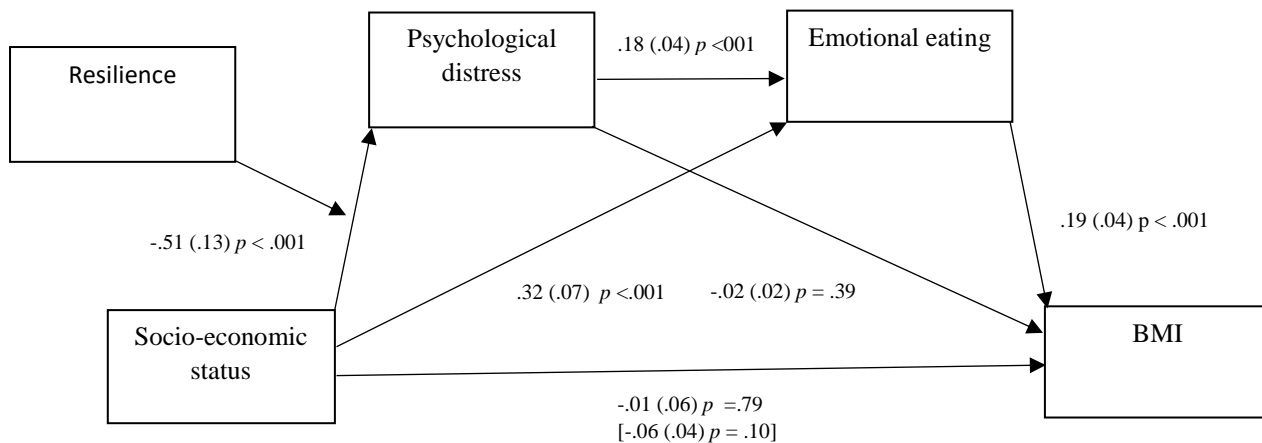 Resilience
Psychological
distress
.18 (.04) p <001
Emotional eating
-.51 (.13) p < .001
.19 (.04) p < .001
.32 (.07)  p <.001
-.02 (.02) p = .39
Socio-economic
status
BMI
-.01 (.06) p  =.79
[-.06 (.04) p = .10]